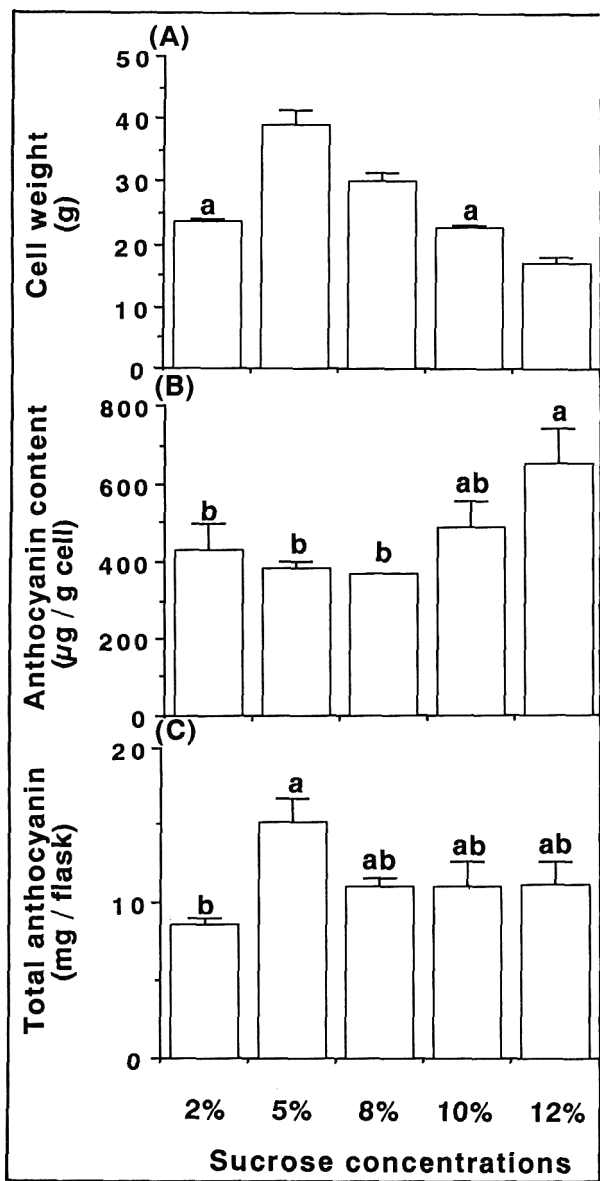 (A)
50
40
30
20
10
0
Cell weight
(g)
a
a
(B)
800
600
400
200
0
Anthocyanin content
(µg / g cell)
b
b
b
ab
a
(C)
20
10
0
Total anthocyanin
(mg / flask)
b
a
ab
ab
ab
2% 5% 8% 10% 12%
Sucrose concentrations